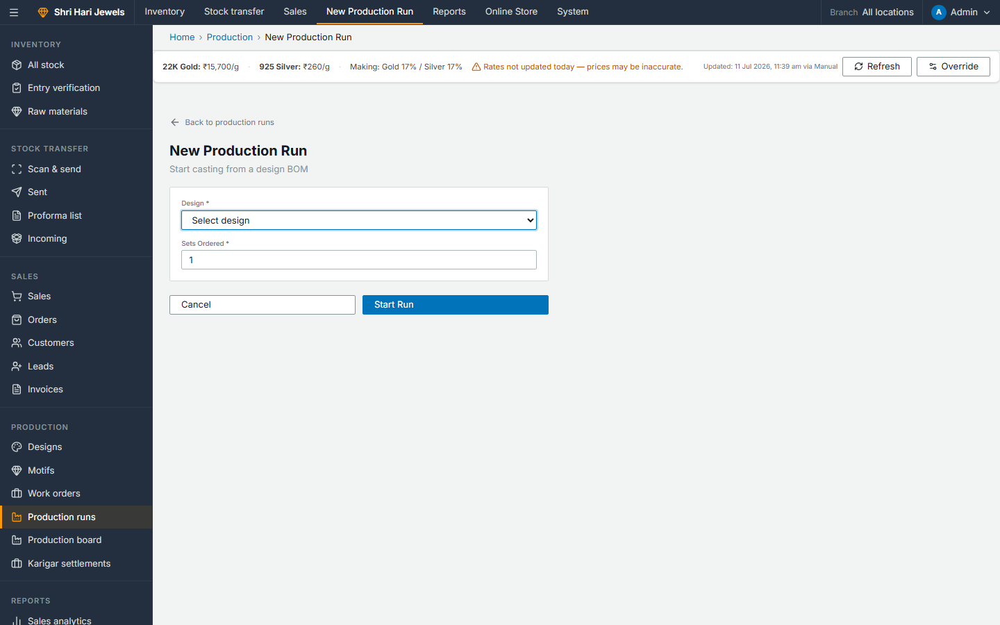 Shri Hari Jewels
Inventory
Stock transfer
Sales
New Production Run
Reports
Online Store
System
Branch All locations
A Admin
INVENTORY
All stock
Entry verification
Raw materials
STOCK TRANSFER
Scan & send
Sent
Proforma list
Incoming
SALES
Sales
Orders
Customers
Leads
Invoices
PRODUCTION
Designs
Motifs
Work orders
Production runs
Production board
Karigar settlements
REPORTS
Sales analytics
Home › Production › New Production Run
22K Gold: ₹15,700/g · 925 Silver: ₹260/g · Making: Gold 17% / Silver 17% Rates not updated today — prices may be inaccurate. Updated: 11 Jul 2026, 11:39 am via Manual Refresh Override
Back to production runs
New Production Run
Start casting from a design BOM
Design *
Select design
Sets Ordered *
1
Cancel
Start Run